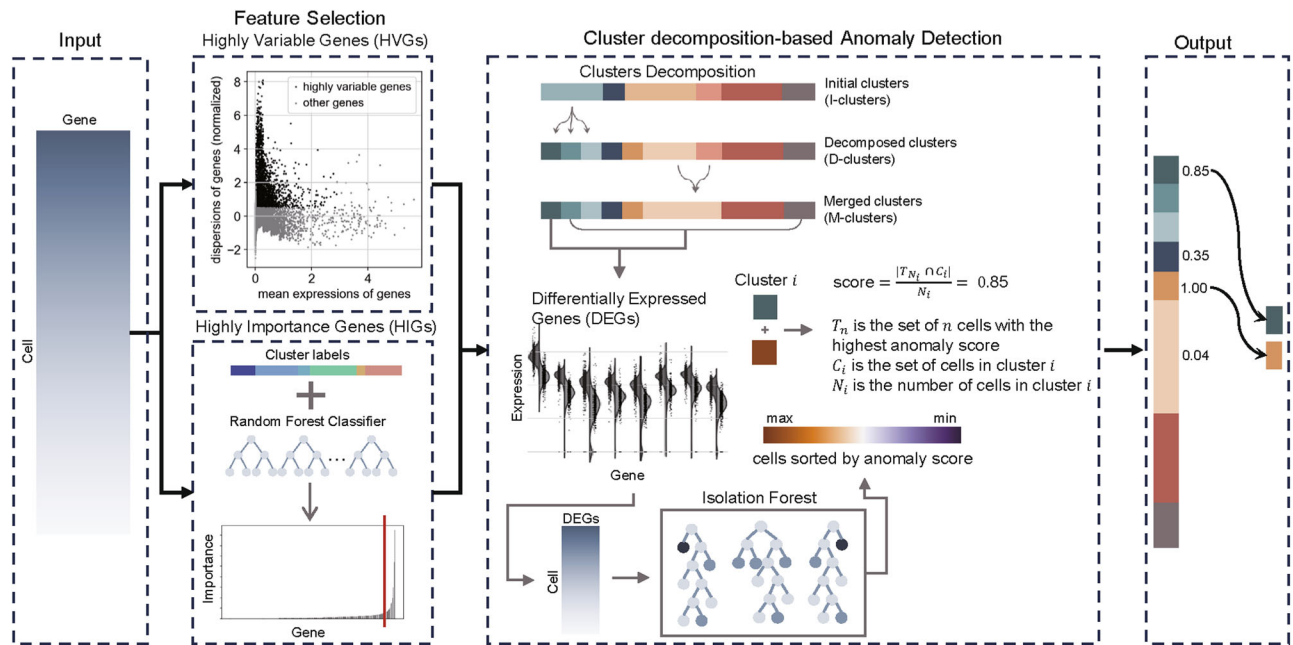 Input
Gene
Cell
Feature Selection
Highly Variable Genes (HVGs)
highly variable genes
other genes
dispersions of genes (normalized)
8
6
4
2
0
−2
0
2
4
mean expressions of genes
Highly Importance Genes (HIGs)
Cluster labels
+
Random Forest Classifier
...
Importance
Gene
Cluster decomposition-based Anomaly Detection
Clusters Decomposition
Initial clusters
(I-clusters)
Decomposed clusters
(D-clusters)
Merged clusters
(M-clusters)
Differentially Expressed
Genes (DEGs)
Expression
Gene
Cluster i
+
score = |T_{N_i} ∩ C_i| / N_i = 0.85
T_n is the set of n cells with the
highest anomaly score
C_i is the set of cells in cluster i
N_i is the number of cells in cluster i
max
min
cells sorted by anomaly score
DEGs
Cell
Isolation Forest
Output
0.85
0.35
1.00
0.04